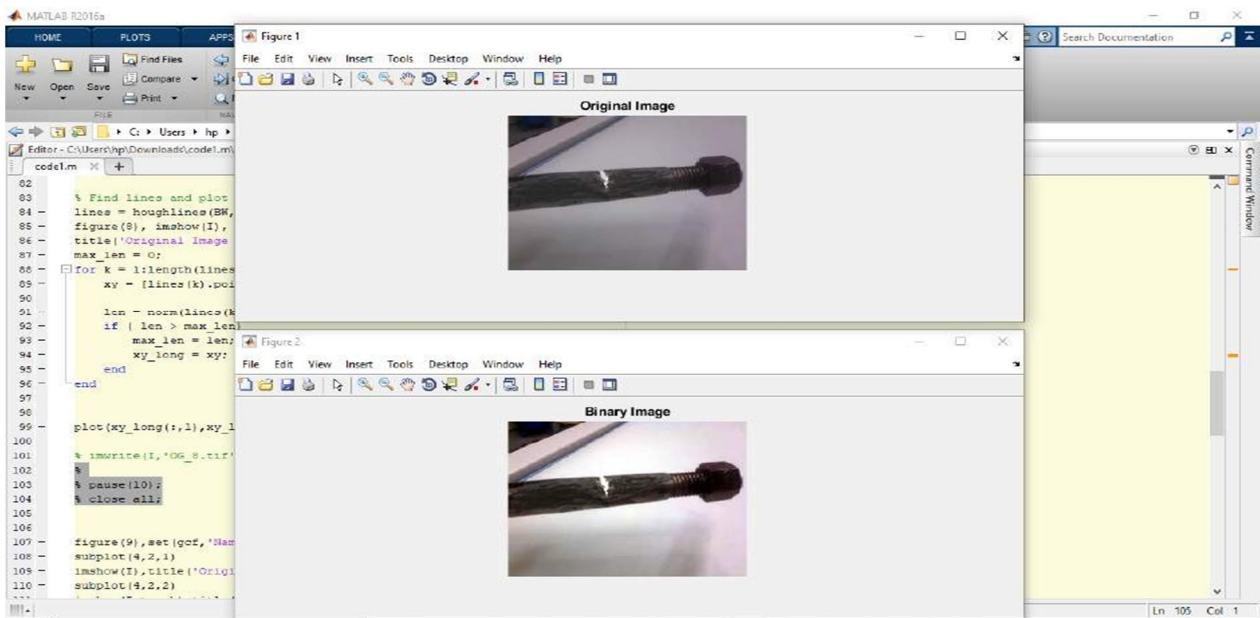 MATLAB R2016a
HOME PLOTS APPS
Search Documentation
New Open Save Find Files Compare Print
FILE
C: Users hp
Editor - C:\Users\hp\Downloads\code1.m
code1.m × +
Command Window
82
83 % Find lines and plot
84 – lines = houghlines(BW,
85 – figure(8), imshow(I),
86 – title('Original Image
87 – max_len = 0;
88 – for k = 1:length(lines
89 – xy = [lines(k).poi
90
91 – len = norm(lines(k
92 – if ( len > max_len)
93 – max_len = len;
94 – xy_long = xy;
95 – end
96 – end
97
98
99 – plot(xy_long(:,1),xy_l
100
101 % imwrite(I,'OG_8.tif'
102 %
103 % pause(10);
104 % close all;
105
106
107 – figure(9),set(gcf,'Nam
108 – subplot(4,2,1)
109 – imshow(I),title('Origi
110 – subplot(4,2,2)
Figure 1
File Edit View Insert Tools Desktop Window Help
Original Image
Figure 2
File Edit View Insert Tools Desktop Window Help
Binary Image
Ln 105 Col 1